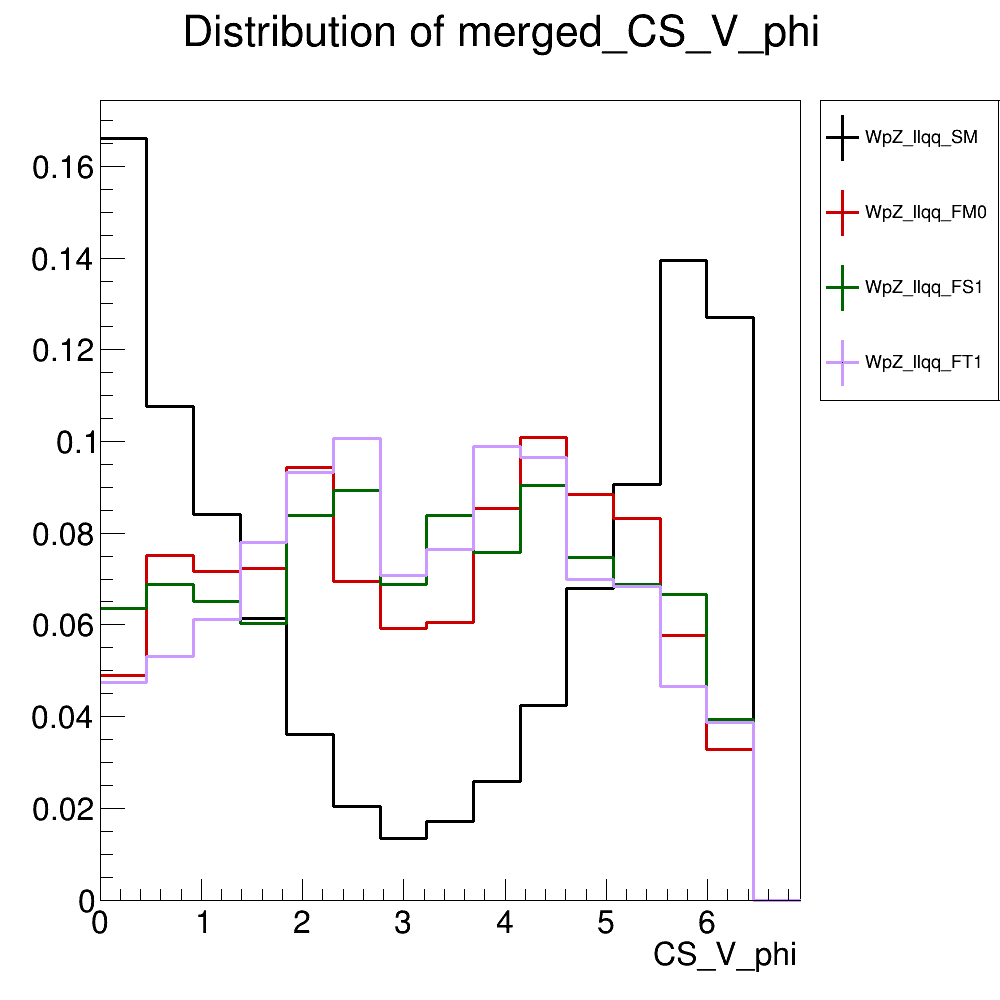 Distribution of merged_CS_V_phi
WpZ_llqq_SM
WpZ_llqq_FM0
WpZ_llqq_FS1
WpZ_llqq_FT1
0.16
0.14
0.12
0.1
0.08
0.06
0.04
0.02
0
0 1 2 3 4 5 6
CS_V_phi